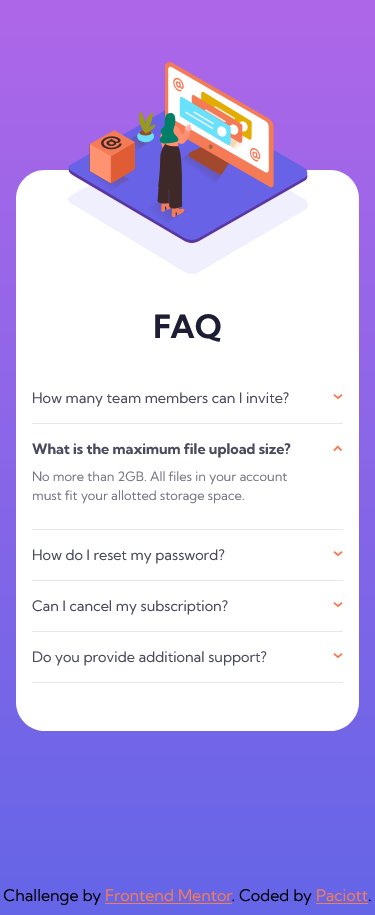 @
@
@
FAQ
How many team members can I invite?
What is the maximum file upload size?
No more than 2GB. All files in your account
must fit your allotted storage space.
How do I reset my password?
Can I cancel my subscription?
Do you provide additional support?
Challenge by Frontend Mentor. Coded by Paciott.